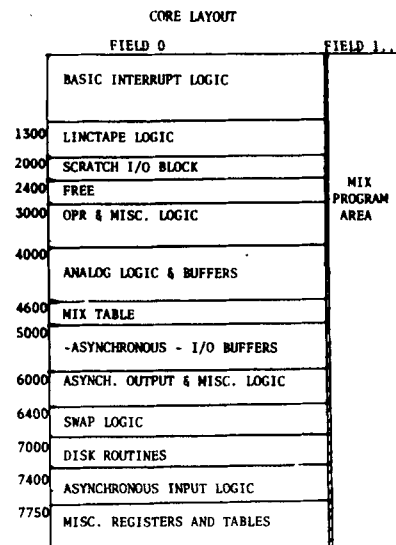 CORE LAYOUT
FIELD 0
FIELD 1..
BASIC INTERRUPT LOGIC
1300
LINCTAPE LOGIC
2000
SCRATCH I/O BLOCK
2400
FREE
MIX
PROGRAM
AREA
3000
OPR & MISC. LOGIC
4000
ANALOG LOGIC & BUFFERS
4600
MIX TABLE
5000
-ASYNCHRONOUS - I/O BUFFERS
6000
ASYNCH. OUTPUT & MISC. LOGIC
6400
SWAP LOGIC
7000
DISK ROUTINES
7400
ASYNCHRONOUS INPUT LOGIC
7750
MISC. REGISTERS AND TABLES